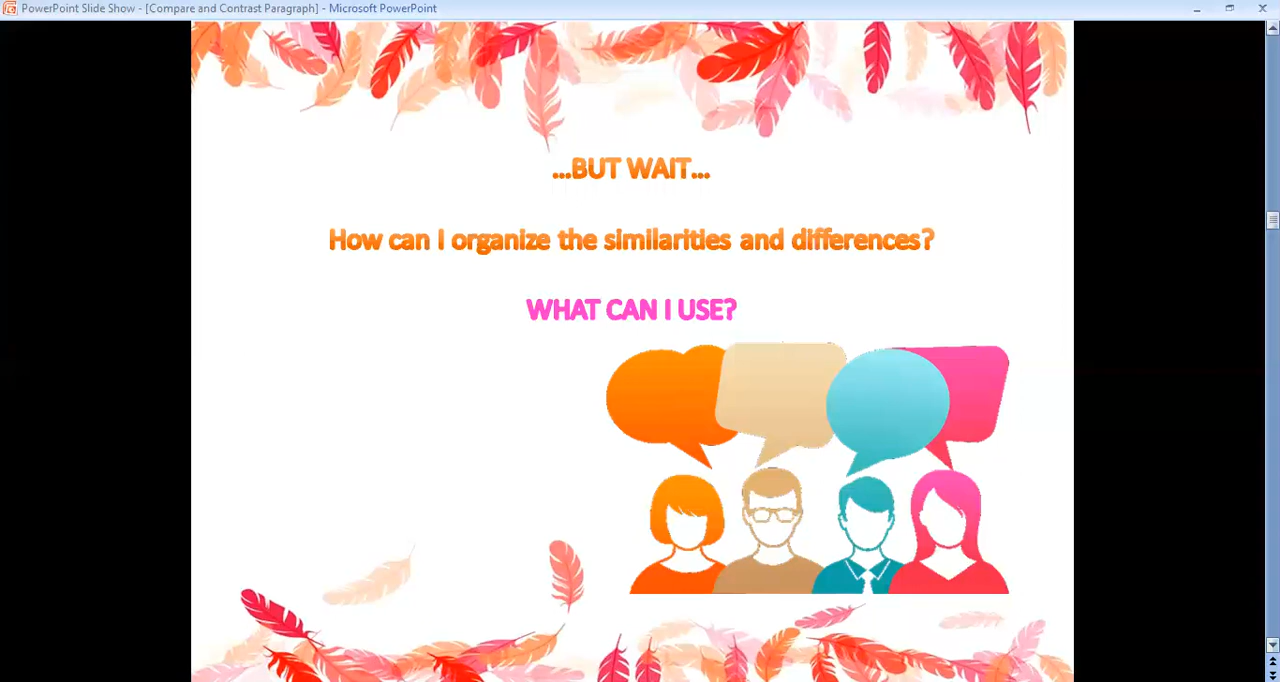 PowerPoint Slide Show - [Compare and Contrast Paragraph] - Microsoft PowerPoint
...BUT WAIT...
How can I organize the similarities and differences?
WHAT CAN I USE?